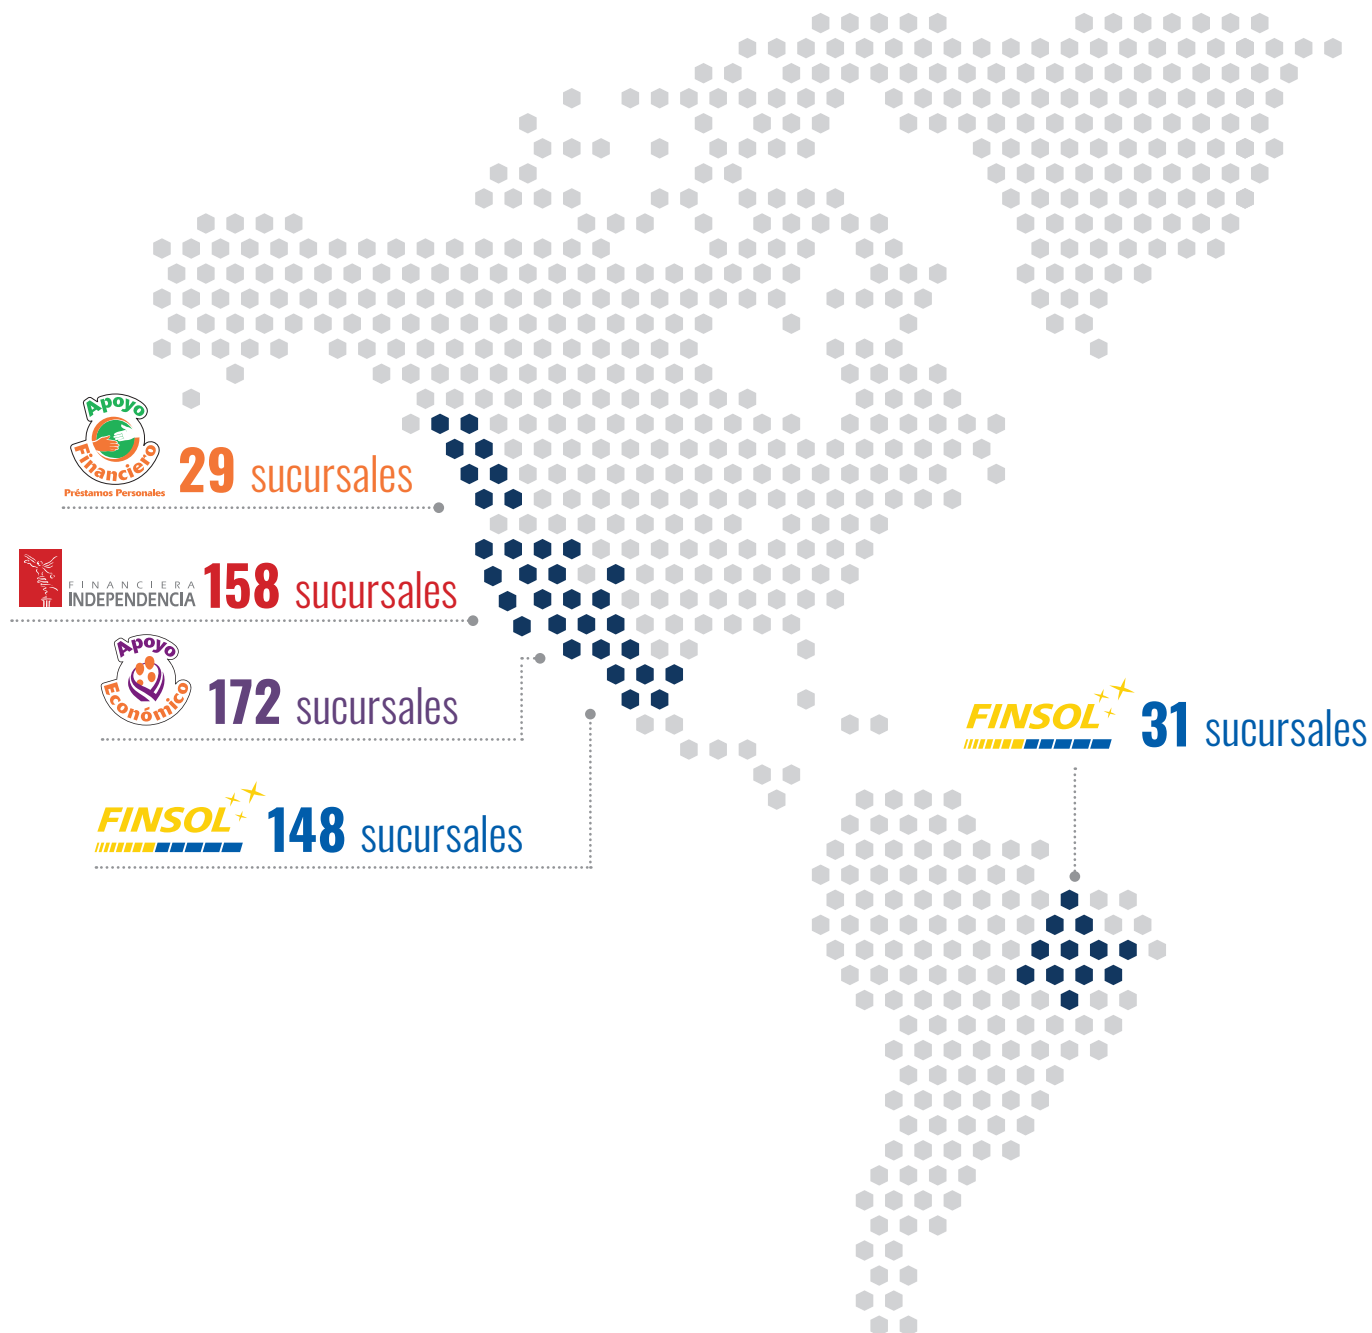 Apoyo
Financiero
Préstamos Personales
29 sucursales
FINANCIERA
INDEPENDENCIA
158 sucursales
Apoyo
Económico
172 sucursales
FINSOL
31 sucursales
FINSOL
148 sucursales